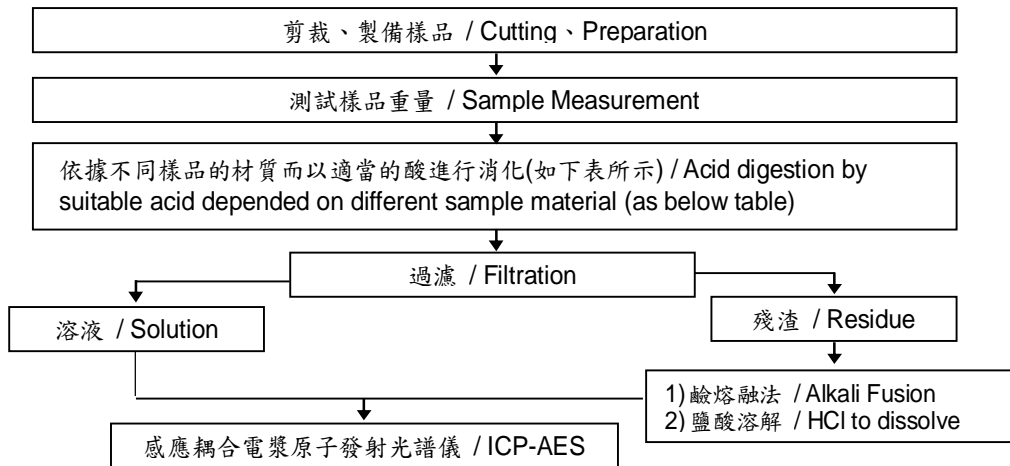 剪裁、製備樣品 / Cutting、Preparation
測試樣品重量 / Sample Measurement
依據不同樣品的材質而以適當的酸進行消化(如下表所示) / Acid digestion by
suitable acid depended on different sample material (as below table)
過濾 / Filtration
溶液 / Solution
殘渣 / Residue
1) 鹼熔融法 / Alkali Fusion
2) 鹽酸溶解 / HCl to dissolve
感應耦合電漿原子發射光譜儀 / ICP-AES